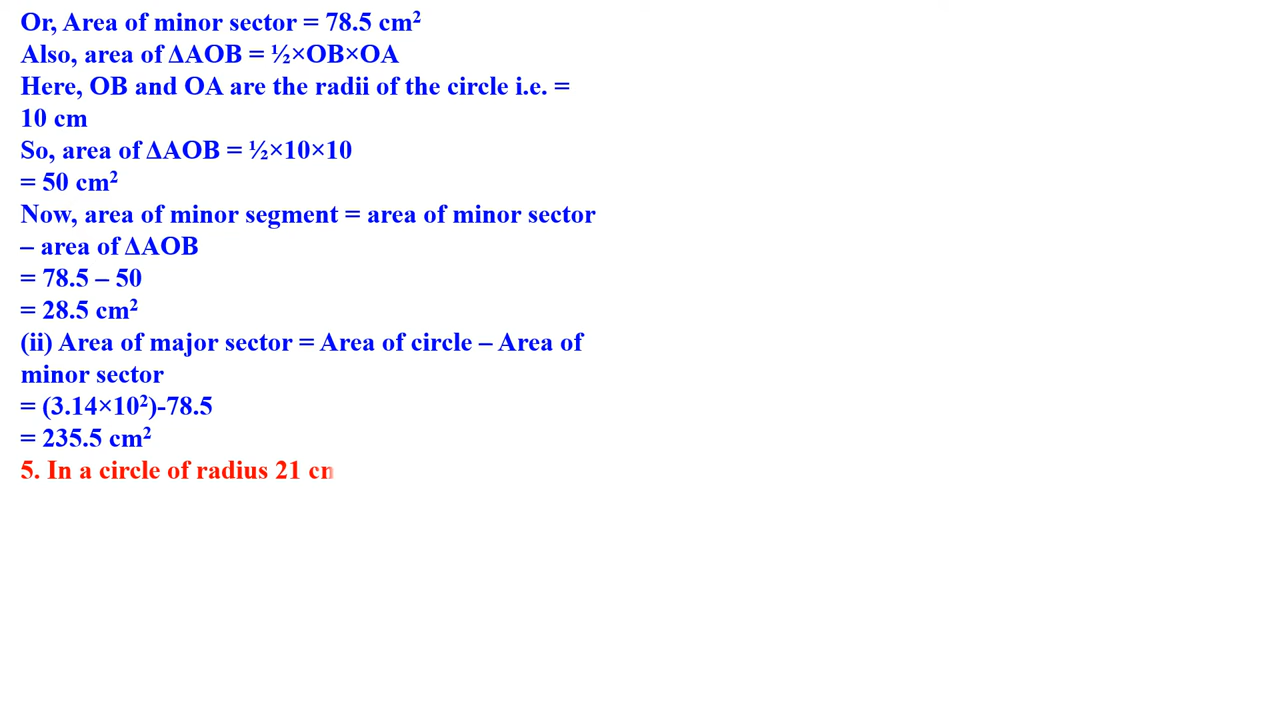 Or, Area of minor sector = 78.5 cm²
Also, area of ΔAOB = ½×OB×OA
Here, OB and OA are the radii of the circle i.e. =
10 cm
So, area of ΔAOB = ½×10×10
= 50 cm²
Now, area of minor segment = area of minor sector
– area of ΔAOB
= 78.5 – 50
= 28.5 cm²
(ii) Area of major sector = Area of circle – Area of
minor sector
= (3.14×10²)-78.5
= 235.5 cm²
5. In a circle of radius 21